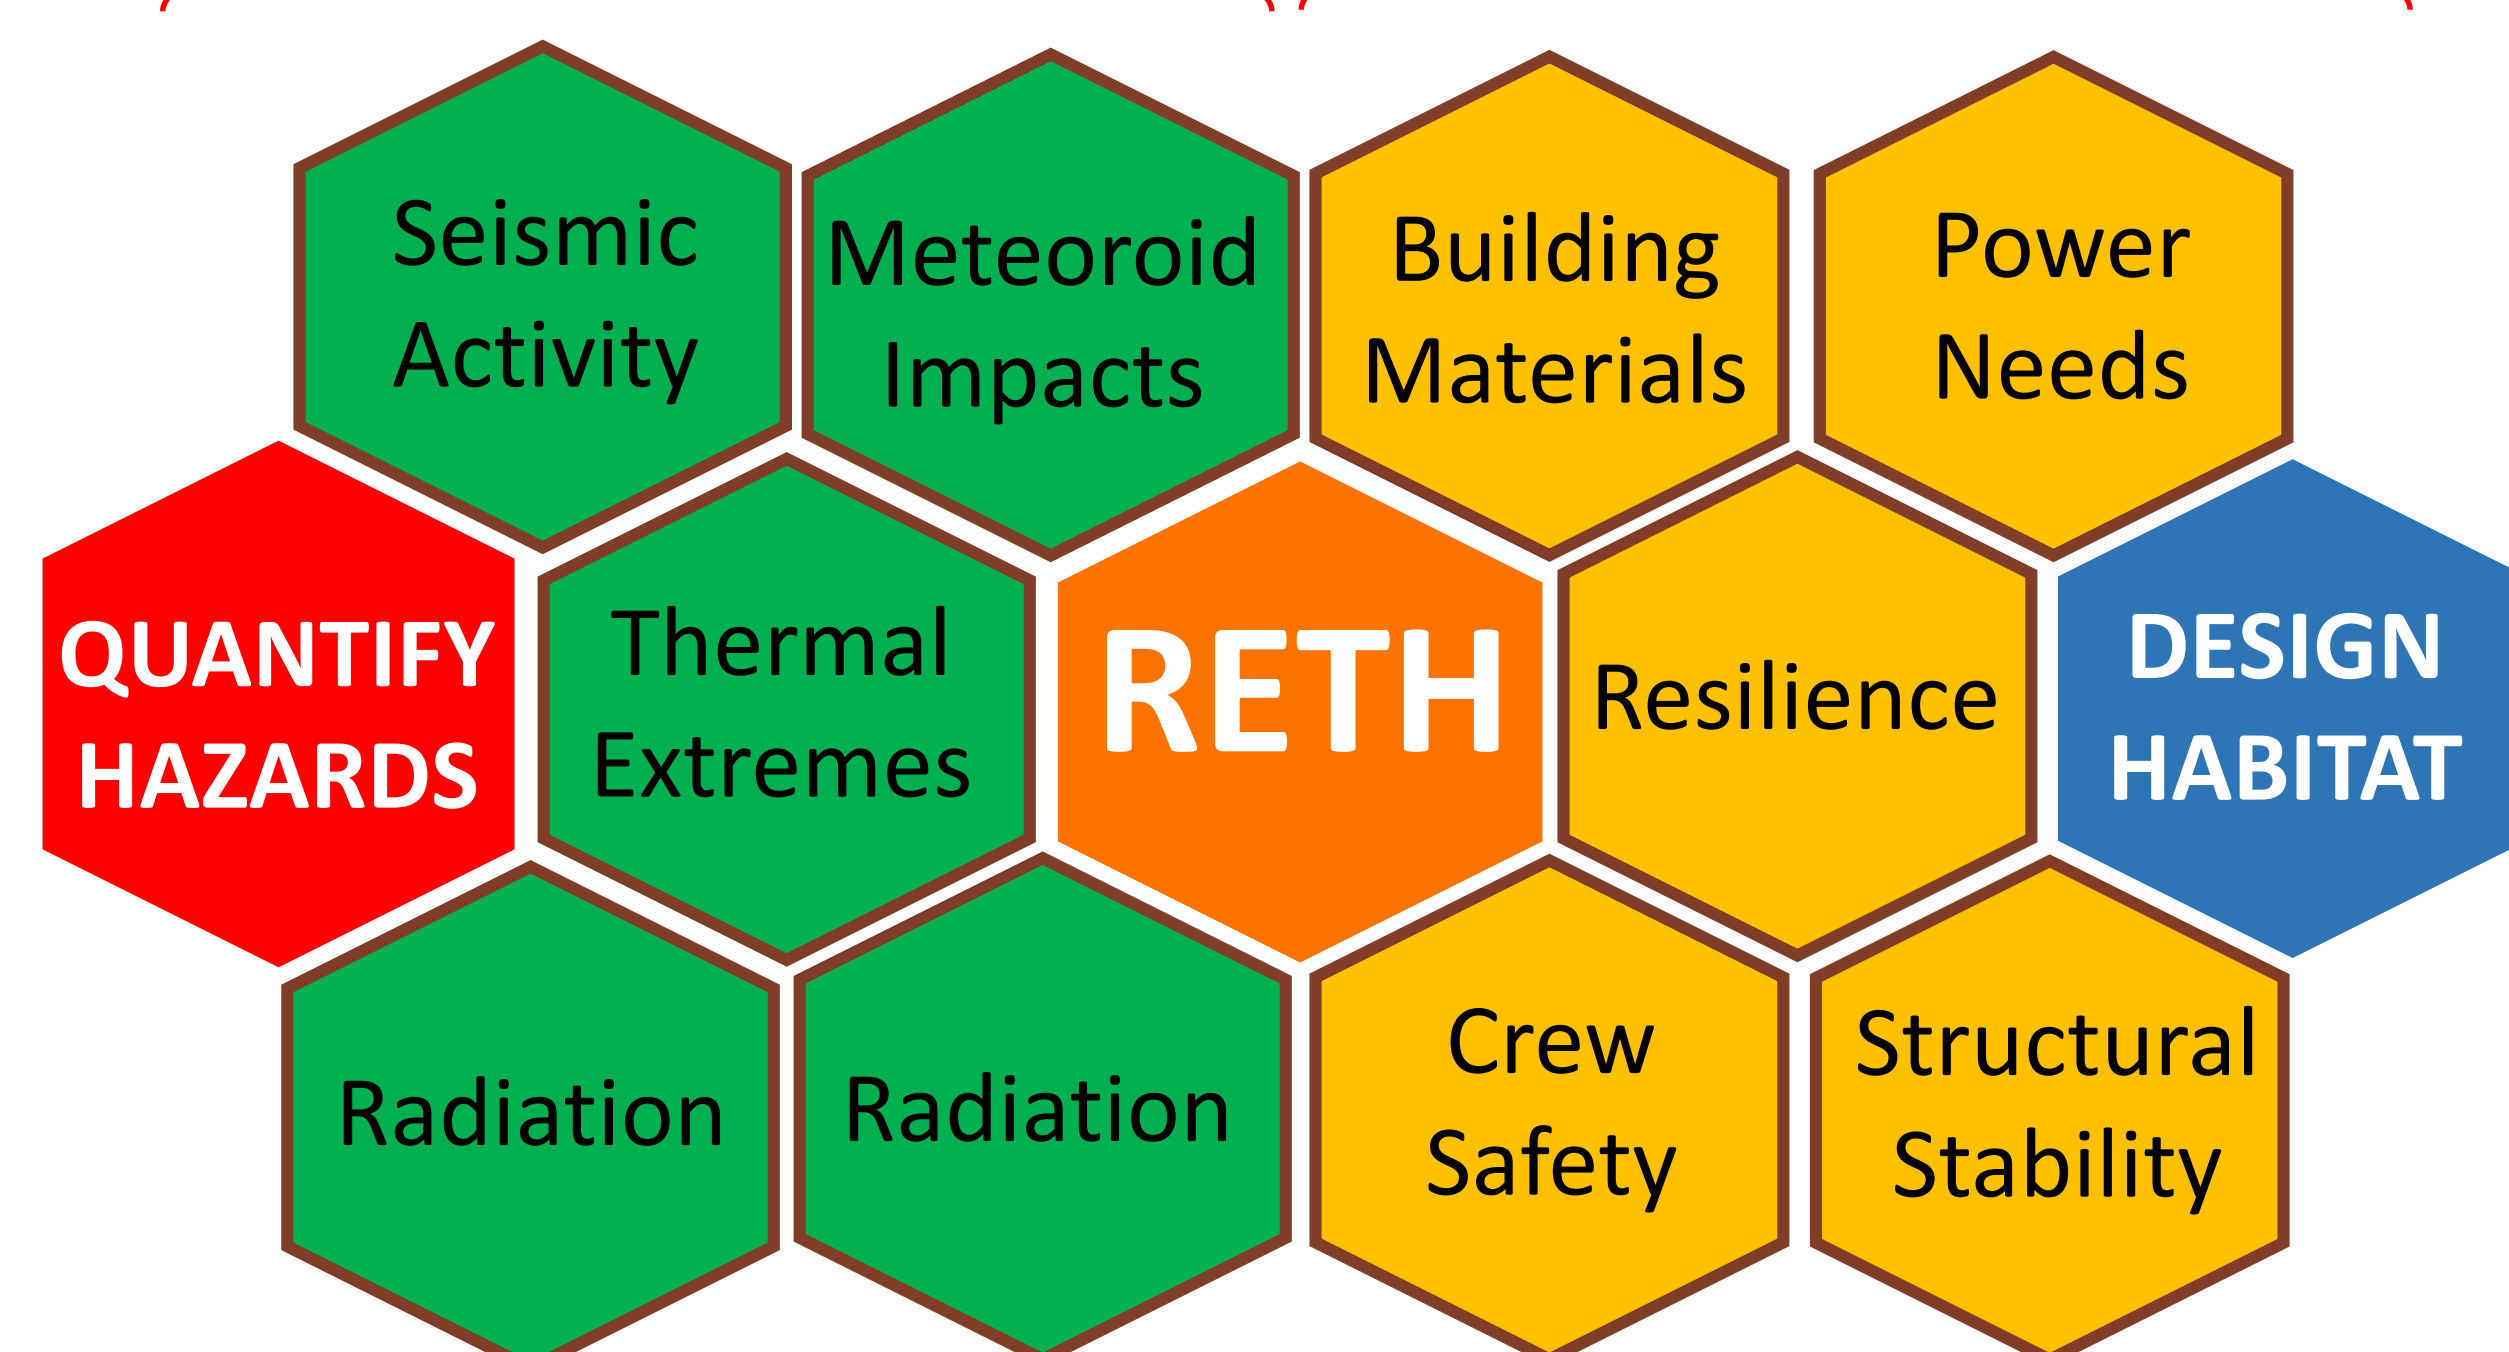 Seismic
Activity
Meteoroid
Impacts
Building
Materials
Power
Needs
QUANTIFY
HAZARDS
Thermal
Extremes
RETH
Resilience
DESIGN
HABITAT
Radiation
Radiation
Crew
Safety
Structural
Stability